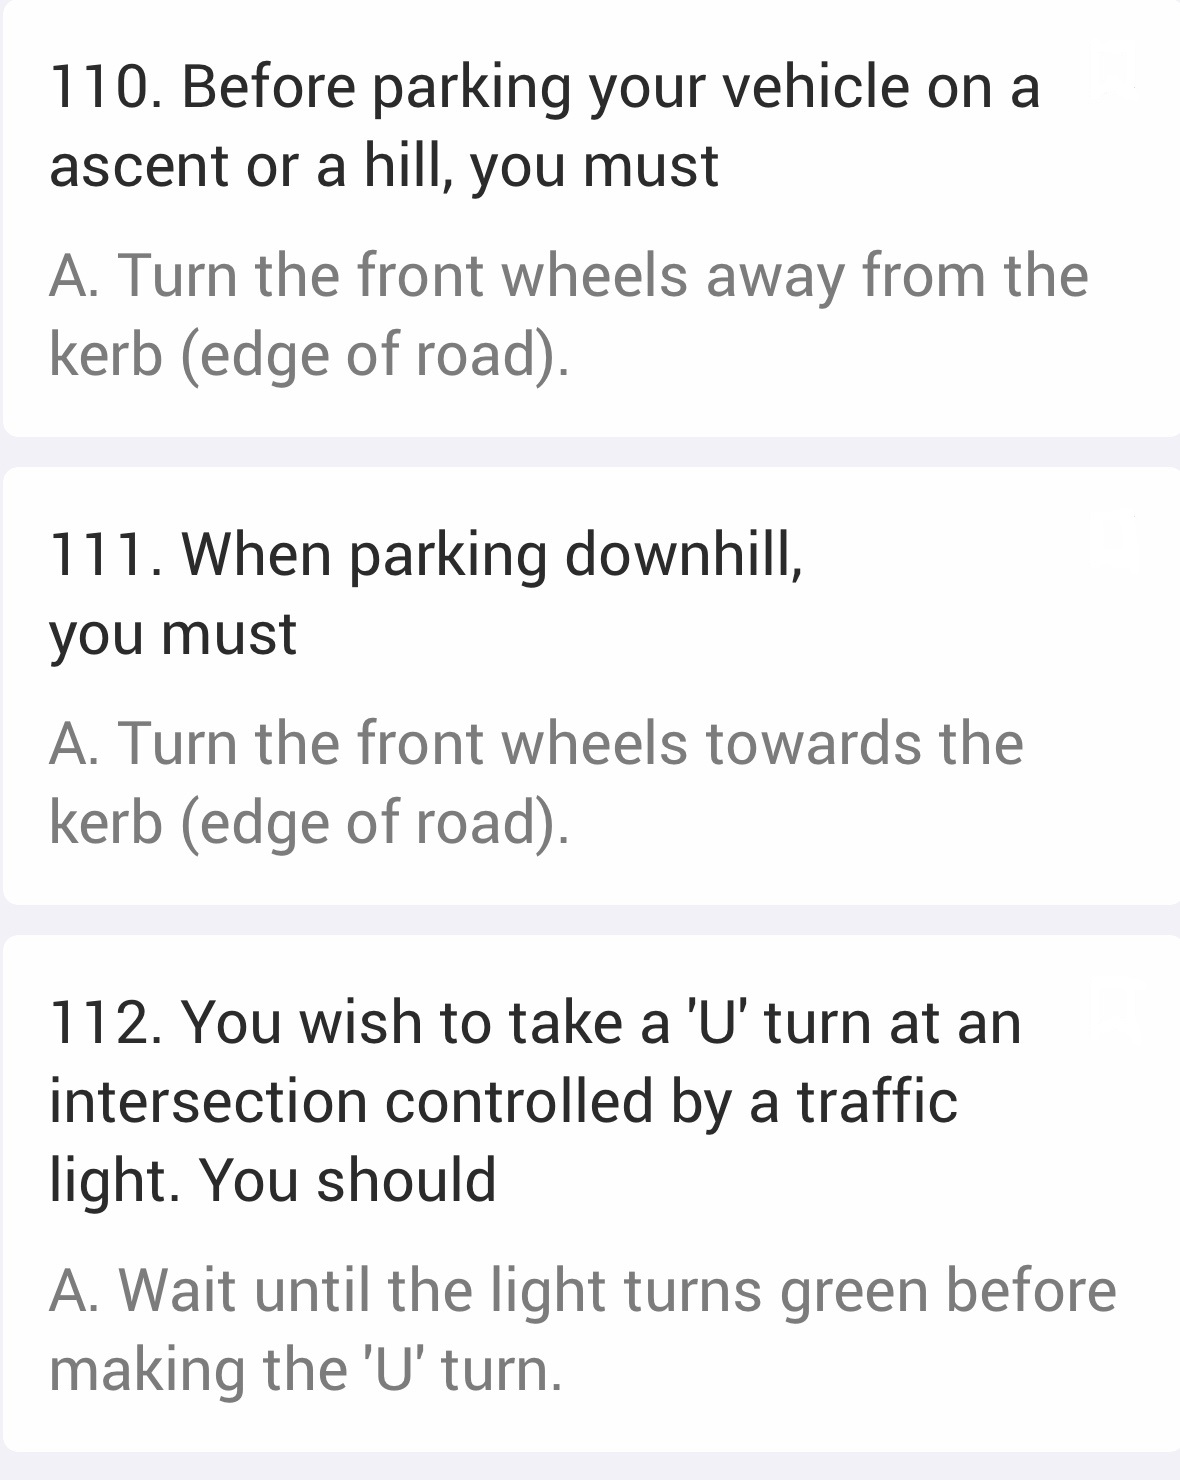 110. Before parking your vehicle on a
ascent or a hill, you must
A. Turn the front wheels away from the
kerb (edge of road).
111. When parking downhill,
you must
A. Turn the front wheels towards the
kerb (edge of road).
112. You wish to take a 'U' turn at an
intersection controlled by a traffic
light. You should
A. Wait until the light turns green before
making the 'U' turn.